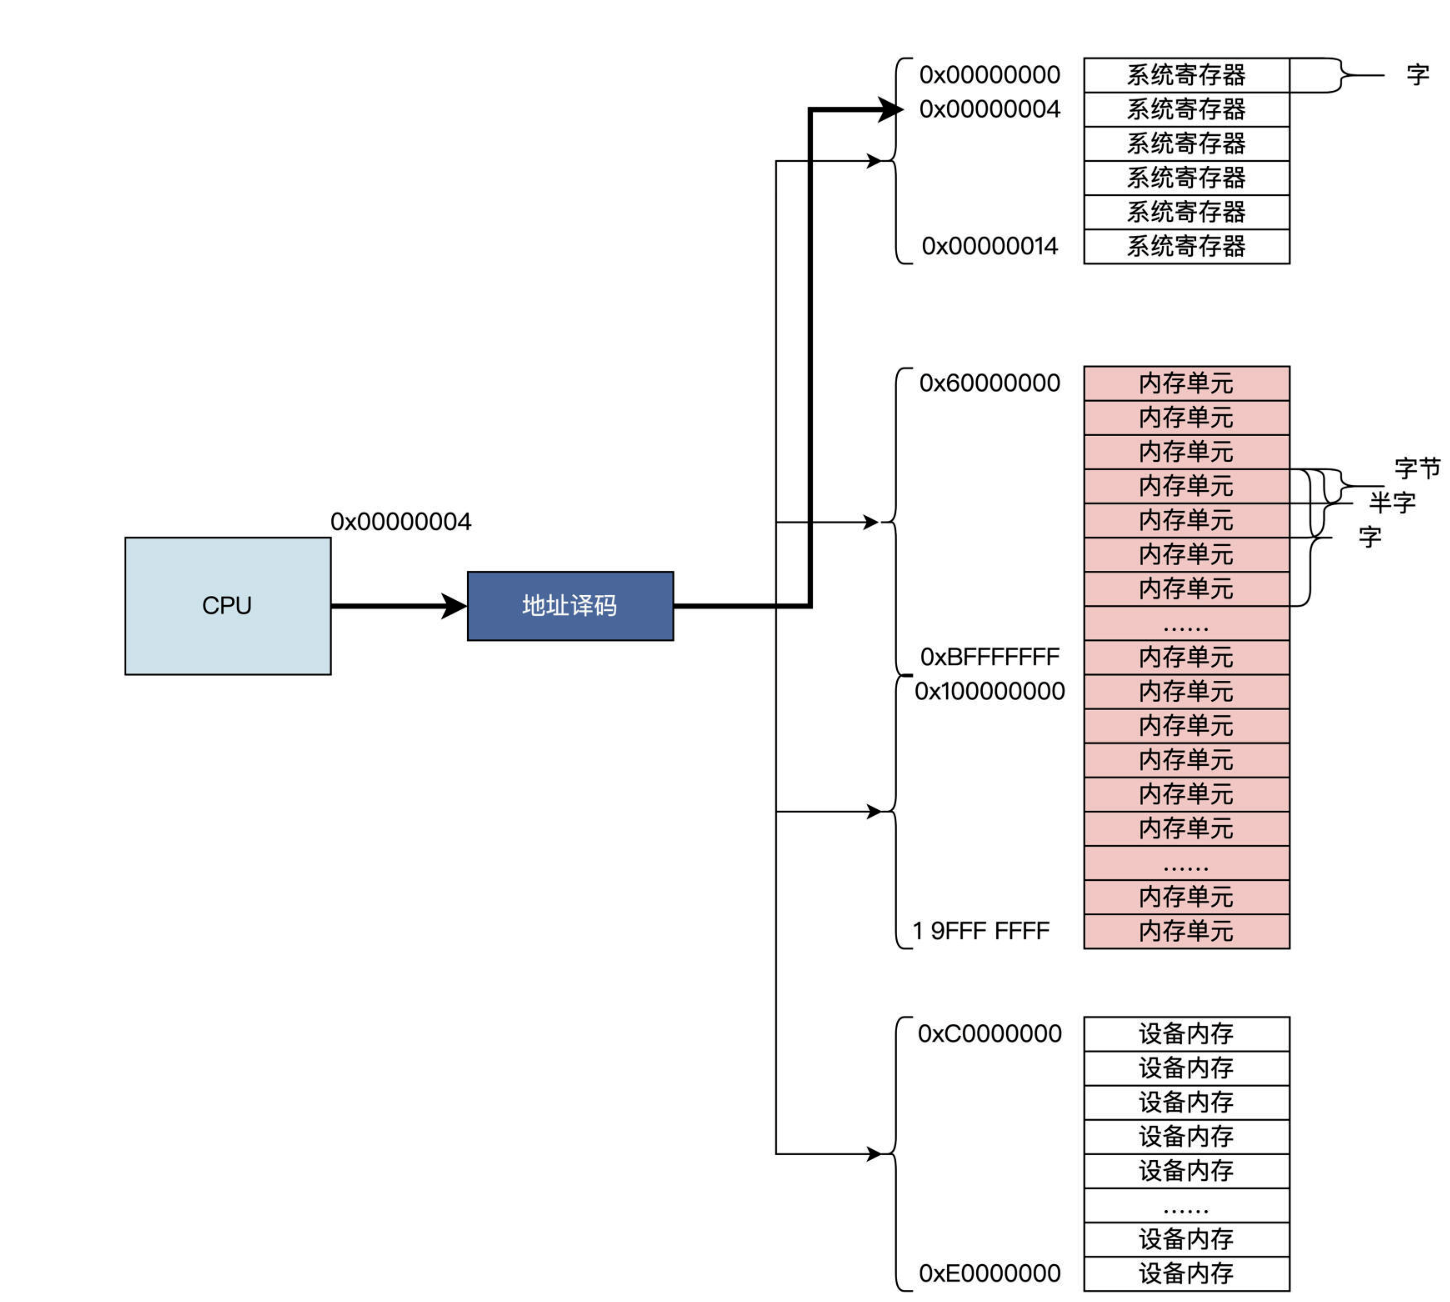 0x00000000 系统寄存器 字
0x00000004 系统寄存器
系统寄存器
系统寄存器
系统寄存器
0x00000014 系统寄存器
0x60000000 内存单元
内存单元
内存单元
字节
内存单元
半字
0x00000004 内存单元
字
内存单元
内存单元
CPU 地址译码
......
0xBFFFFFFF 内存单元
0x100000000 内存单元
内存单元
内存单元
内存单元
内存单元
......
内存单元
1 9FFF FFFF 内存单元
0xC0000000 设备内存
设备内存
设备内存
设备内存
设备内存
......
设备内存
0xE0000000 设备内存